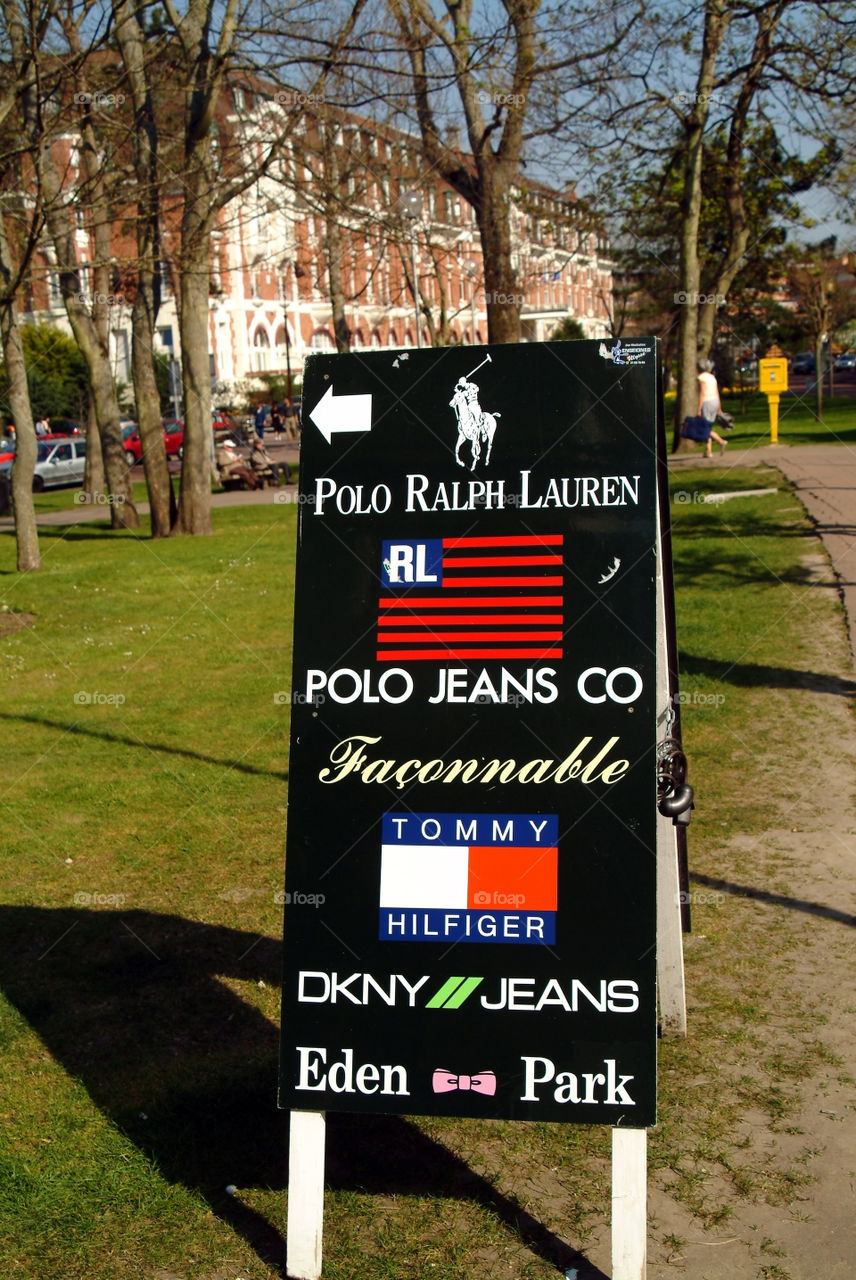 POLO RALPH LAUREN
RL
POLO JEANS CO
Façonnable
TOMMY
HILFIGER
DKNY//JEANS
Eden Park